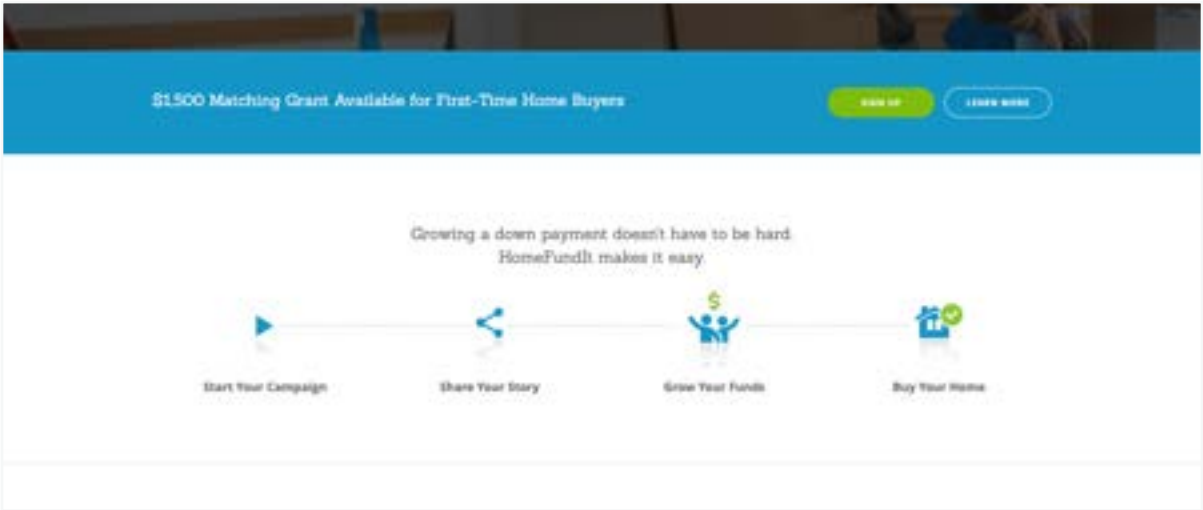 $1,500 Matching Grant Available for First-Time Home Buyers
SIGN UP
LEARN MORE
Growing a down payment doesn't have to be hard.
HomeFundIt makes it easy.
Start Your Campaign
Share Your Story
Grow Your Funds
Buy Your Home